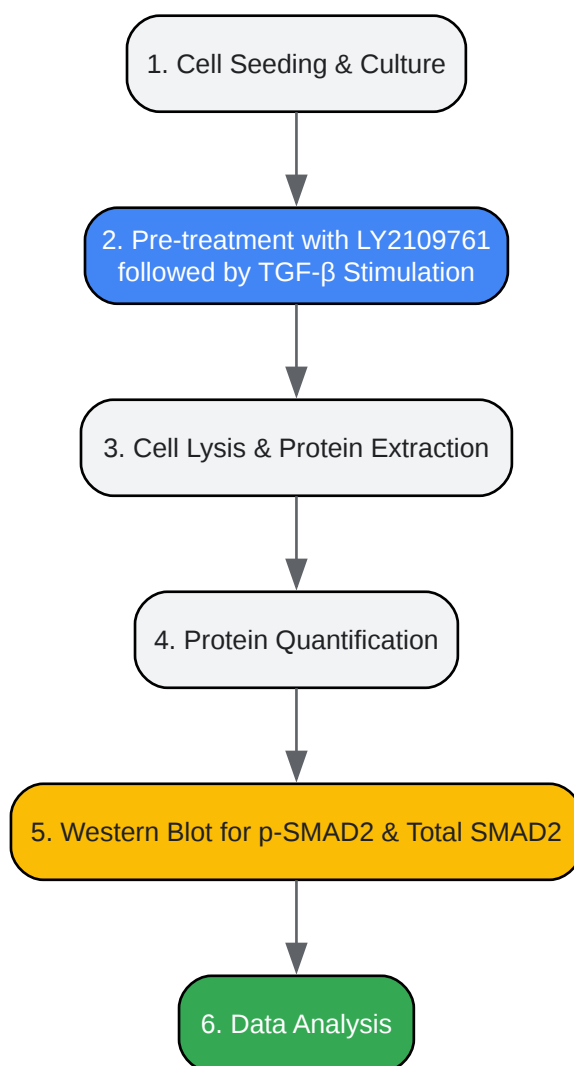 1. Cell Seeding & Culture
2. Pre-treatment with LY2109761
followed by TGF-β Stimulation
3. Cell Lysis & Protein Extraction
4. Protein Quantification
5. Western Blot for p-SMAD2 & Total SMAD2
6. Data Analysis